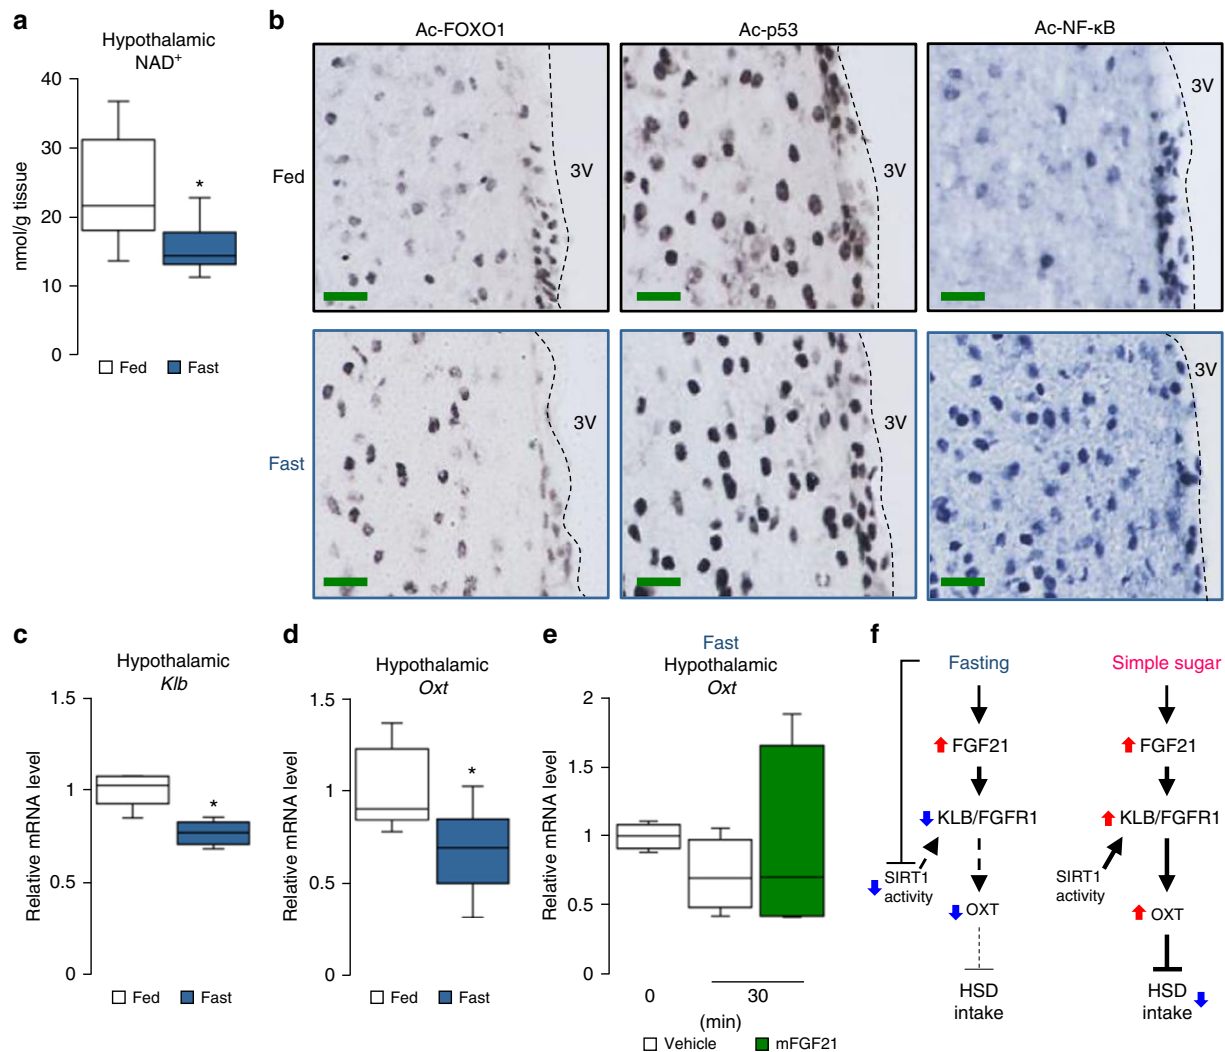 a
Hypothalamic
NAD+
nmol/g tissue
40
30
20
10
0
*
Fed
Fast
b
Ac-FOXO1
Ac-p53
Ac-NF-κB
Fed
3V
3V
3V
Fast
3V
3V
3V
c
Hypothalamic
Klb
Relative mRNA level
1.5
1
0.5
0
*
Fed
Fast
d
Hypothalamic
Oxt
Relative mRNA level
1.5
1
0.5
0
*
Fed
Fast
e
Fast
Hypothalamic
Oxt
Relative mRNA level
2
1.5
1
0.5
0
0
30
(min)
Vehicle
mFGF21
f
Fasting
FGF21
KLB/FGFR1
SIRT1
activity
OXT
HSD
intake
Simple sugar
FGF21
KLB/FGFR1
SIRT1
activity
OXT
HSD
intake